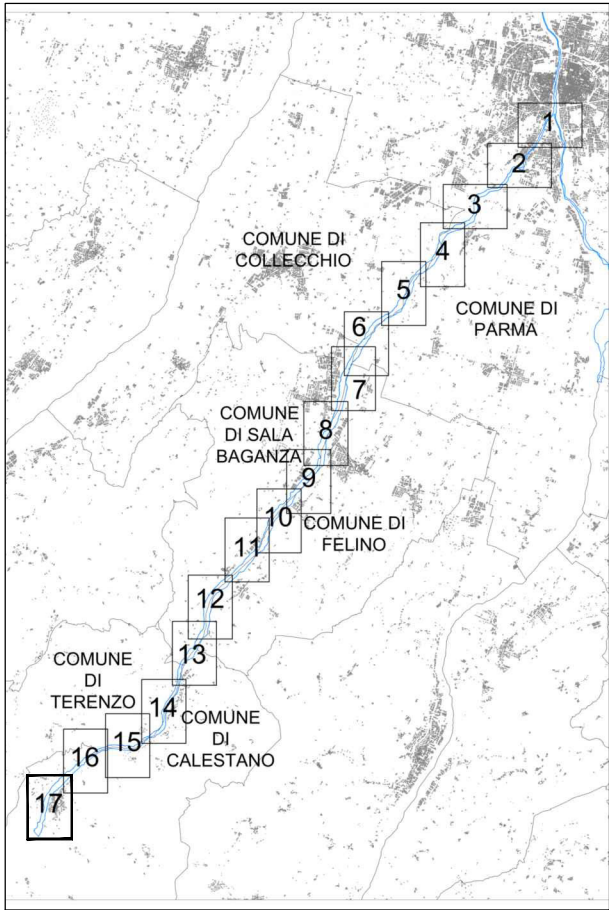 1
2
3
COMUNE DI
COLLECCHIO
4
5
COMUNE DI
PARMA
6
7
COMUNE
DI SALA
BAGANZA
8
9
10
COMUNE DI
FELINO
11
12
13
COMUNE
DI
TERENZO
14
COMUNE
DI
CALESTANO
15
16
17